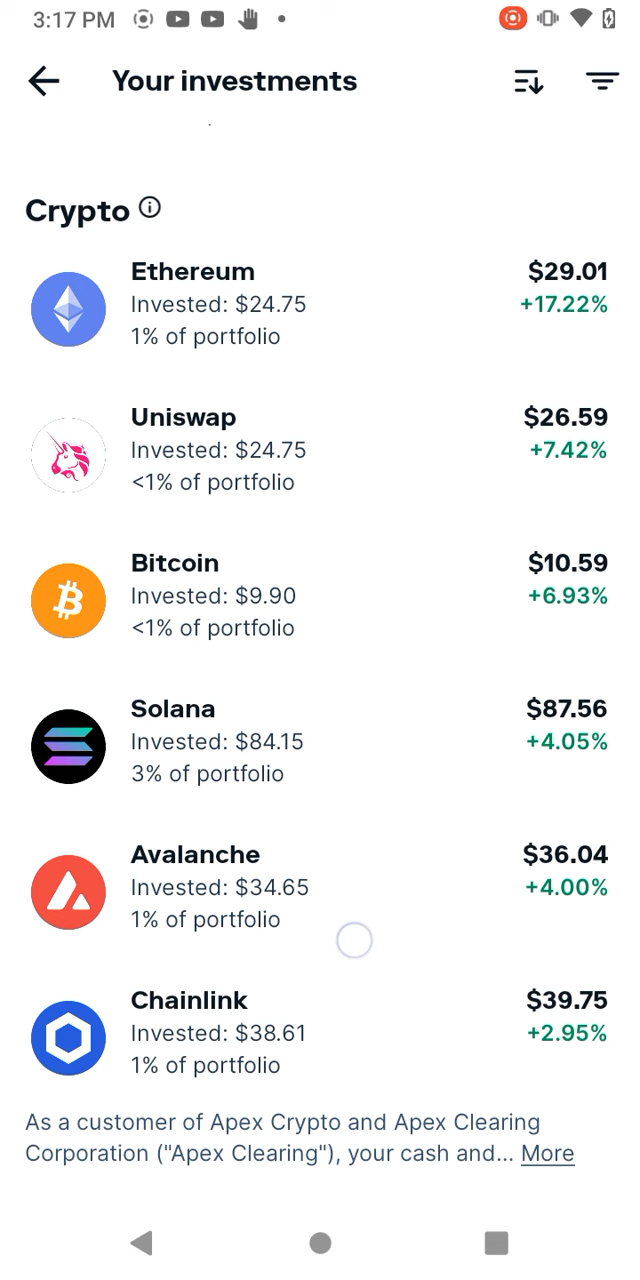 3:17 PM
Your investments
Crypto
Ethereum
$29.01
Invested: $24.75
+17.22%
1% of portfolio
Uniswap
$26.59
Invested: $24.75
+7.42%
<1% of portfolio
Bitcoin
$10.59
Invested: $9.90
+6.93%
<1% of portfolio
Solana
$87.56
Invested: $84.15
+4.05%
3% of portfolio
Avalanche
$36.04
Invested: $34.65
+4.00%
1% of portfolio
Chainlink
$39.75
Invested: $38.61
+2.95%
1% of portfolio
As a customer of Apex Crypto and Apex Clearing
Corporation ("Apex Clearing"), your cash and... More